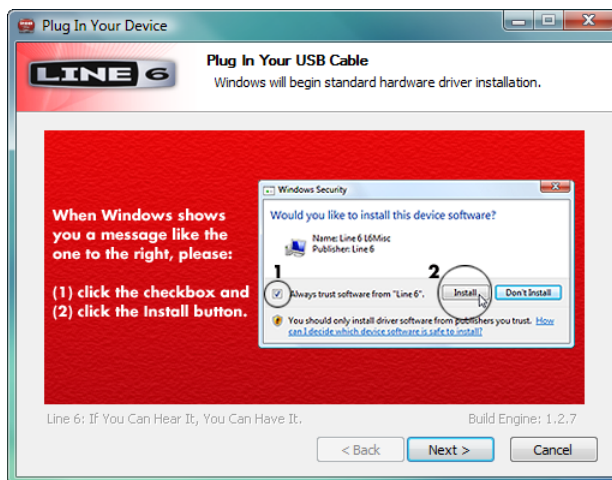 Plug In Your Device
LINE 6
Plug In Your USB Cable
Windows will begin standard hardware driver installation.
When Windows shows
you a message like the
one to the right, please:
(1) click the checkbox and
(2) click the Install button.
Windows Security
Would you like to install this device software?
Name: Line 6 L6Misc
Publisher: Line 6
1
2
Always trust software from "Line 6".
Install
Don't Install
You should only install driver software from publishers you trust. How
can I decide which device software is safe to install?
Line 6: If You Can Hear It, You Can Have It.
Build Engine: 1.2.7
< Back
Next >
Cancel